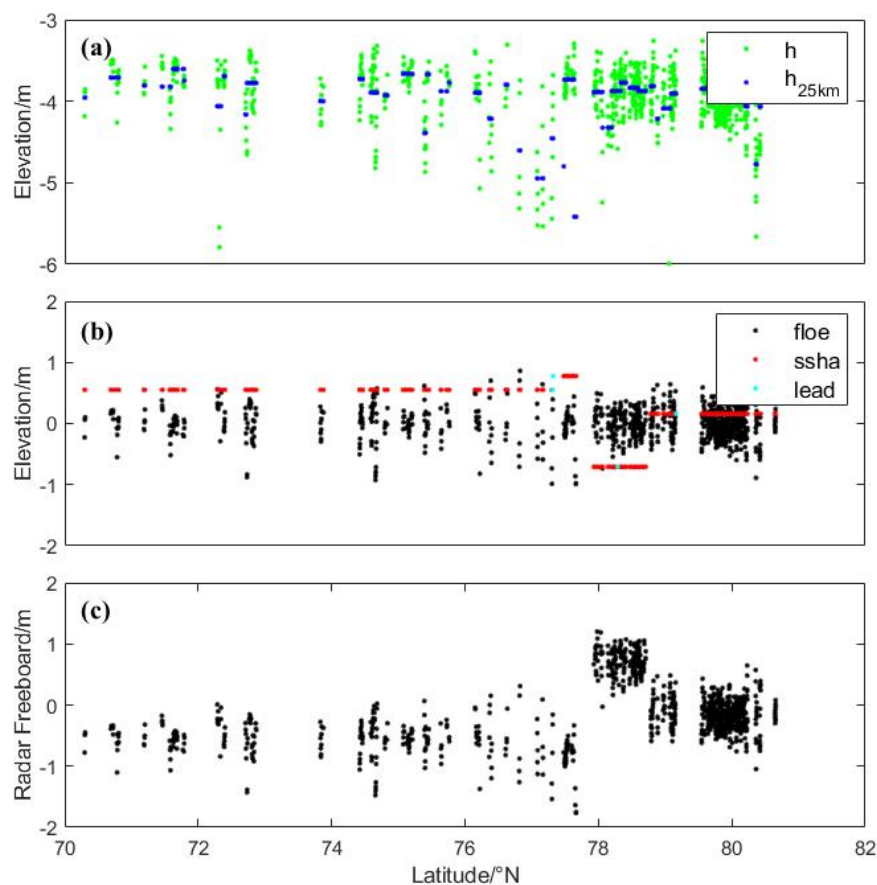 -3
(a)
h
h25km
-4
Elevation/m
-5
-6
2
(b)
floe
ssha
lead
1
Elevation/m
0
-1
-2
2
(c)
1
Radar Freeboard/m
0
-1
-2
70 72 74 76 78 80 82
Latitude/°N